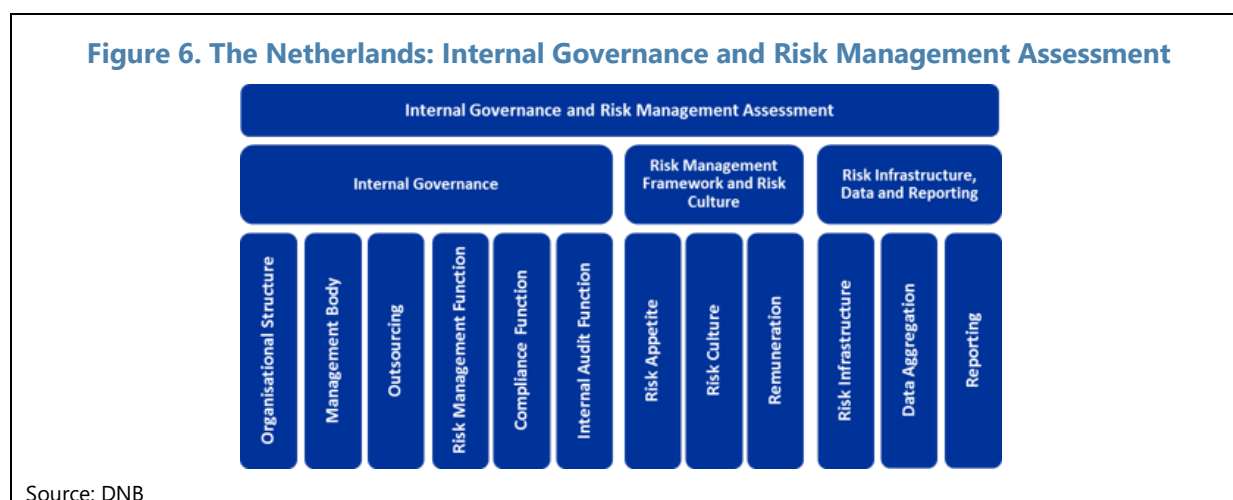 Figure 6. The Netherlands: Internal Governance and Risk Management Assessment
Internal Governance and Risk Management Assessment
Internal Governance
Risk Management
Framework and Risk
Culture
Risk Infrastructure,
Data and Reporting
Organisational Structure
Management Body
Outsourcing
Risk Management Function
Compliance Function
Internal Audit Function
Risk Appetite
Risk Culture
Remuneration
Risk Infrastructure
Data Aggregation
Reporting
Source: DNB